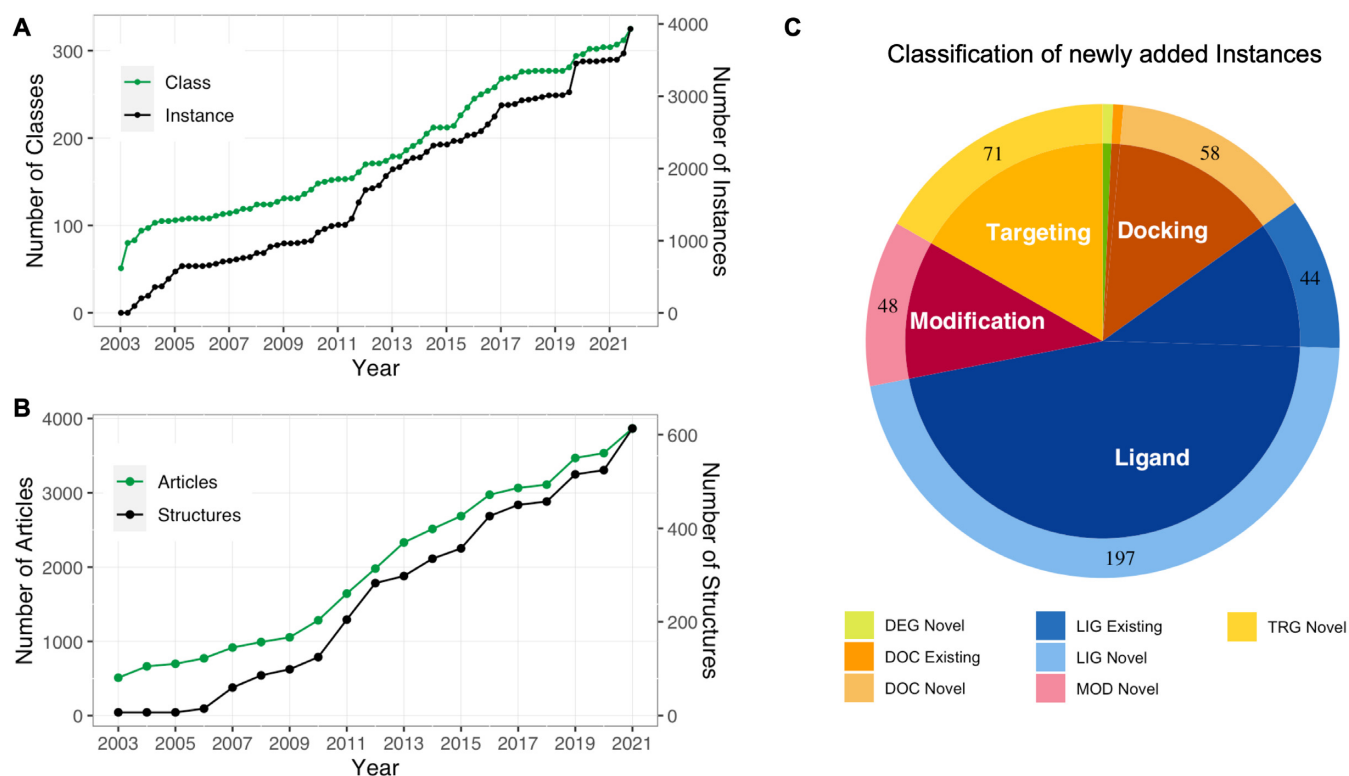 A
Number of Classes
300
200
100
0
Class
Instance
4000
3000
2000
1000
0
Number of Instances
2003 2005 2007 2009 2011 2013 2015 2017 2019 2021
Year
B
Number of Articles
4000
3000
2000
1000
0
Articles
Structures
600
400
200
0
Number of Structures
2003 2005 2007 2009 2011 2013 2015 2017 2019 2021
Year
C
Classification of newly added Instances
71
58
Targeting
Docking
44
48
Modification
Ligand
197
DEG Novel
DOC Existing
DOC Novel
LIG Existing
LIG Novel
MOD Novel
TRG Novel